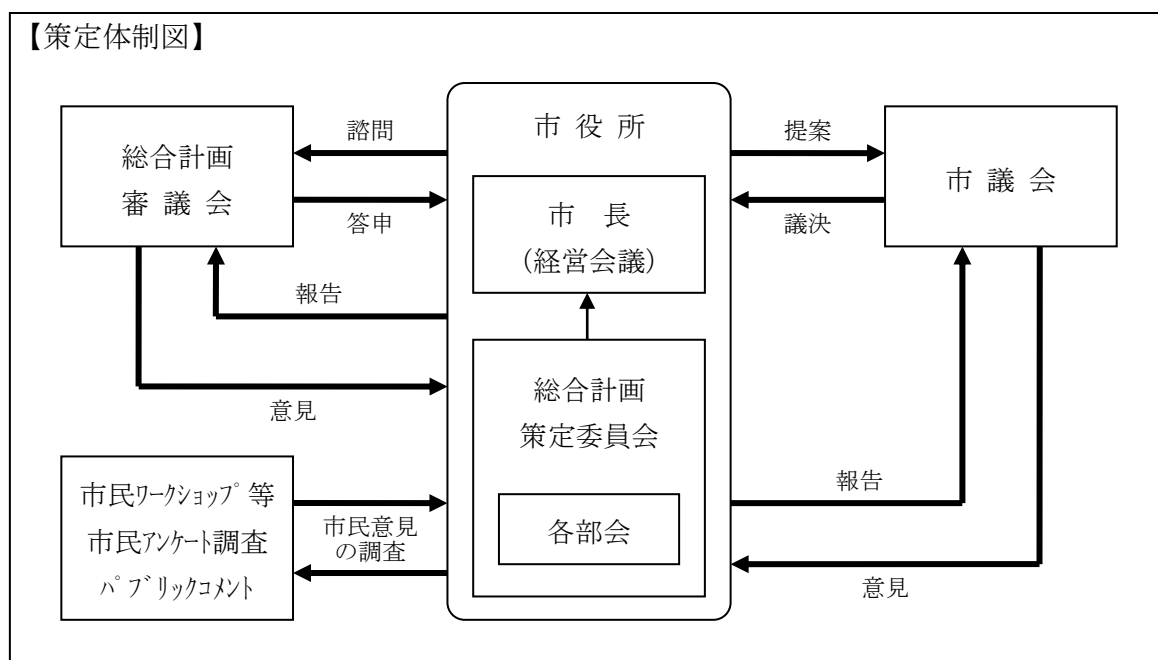 【策定体制図】
総合計画
審議会
諮問
答申
報告
意見
市役所
市 長
(経営会議)
総合計画
策定委員会
各部会
提案
議決
市議会
報告
意見
市民ﾜｰｸｼｮｯﾌﾟ等
市民ｱﾝｹｰﾄ調査
ﾊﾟﾌﾞﾘｯｸｺﾒﾝﾄ
市民意見
の調査